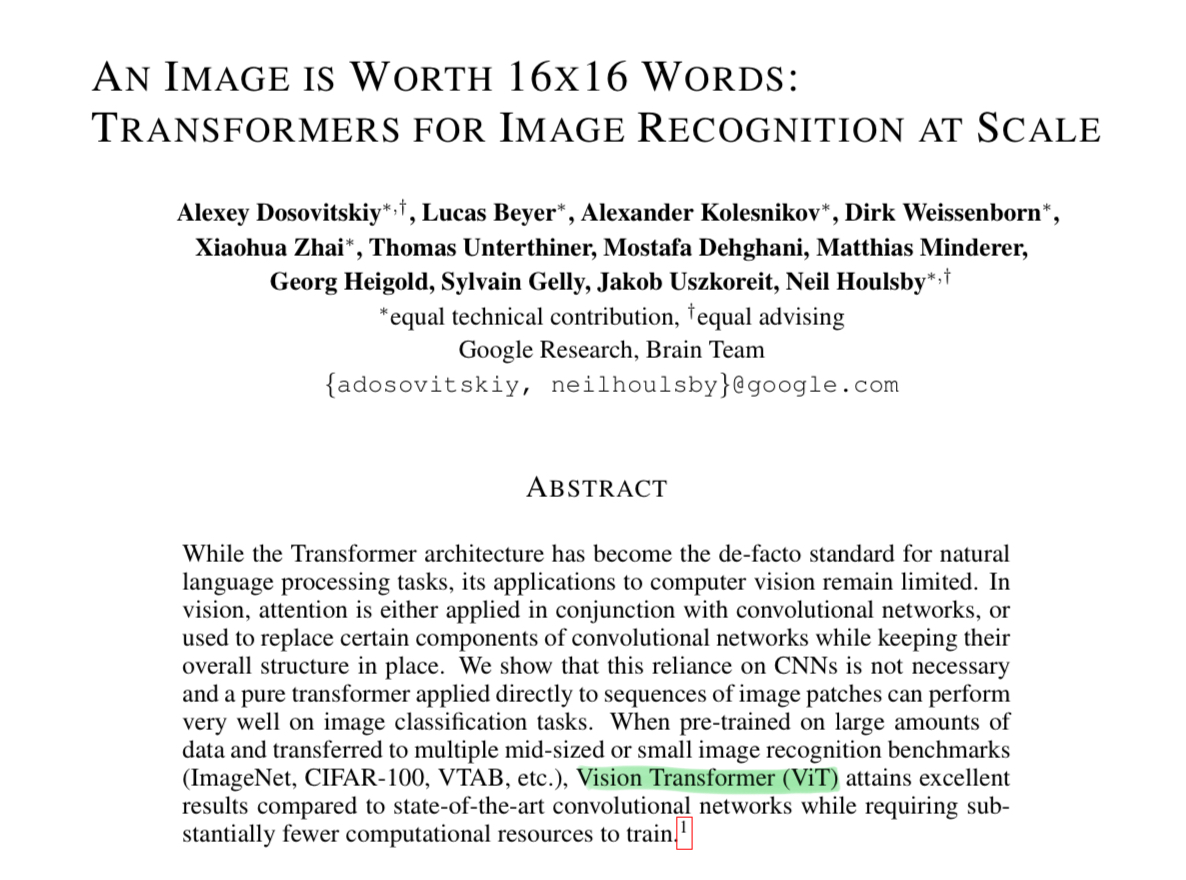 AN IMAGE IS WORTH 16X16 WORDS:
TRANSFORMERS FOR IMAGE RECOGNITION AT SCALE
Alexey Dosovitskiy*,†, Lucas Beyer*, Alexander Kolesnikov*, Dirk Weissenborn*,
Xiaohua Zhai*, Thomas Unterthiner, Mostafa Dehghani, Matthias Minderer,
Georg Heigold, Sylvain Gelly, Jakob Uszkoreit, Neil Houlsby*,†
*equal technical contribution, †equal advising
Google Research, Brain Team
{adosovitskiy, neilhoulsby}@google.com
ABSTRACT
While the Transformer architecture has become the de-facto standard for natural
language processing tasks, its applications to computer vision remain limited. In
vision, attention is either applied in conjunction with convolutional networks, or
used to replace certain components of convolutional networks while keeping their
overall structure in place. We show that this reliance on CNNs is not necessary
and a pure transformer applied directly to sequences of image patches can perform
very well on image classification tasks. When pre-trained on large amounts of
data and transferred to multiple mid-sized or small image recognition benchmarks
(ImageNet, CIFAR-100, VTAB, etc.), Vision Transformer (ViT) attains excellent
results compared to state-of-the-art convolutional networks while requiring sub-
stantially fewer computational resources to train.1